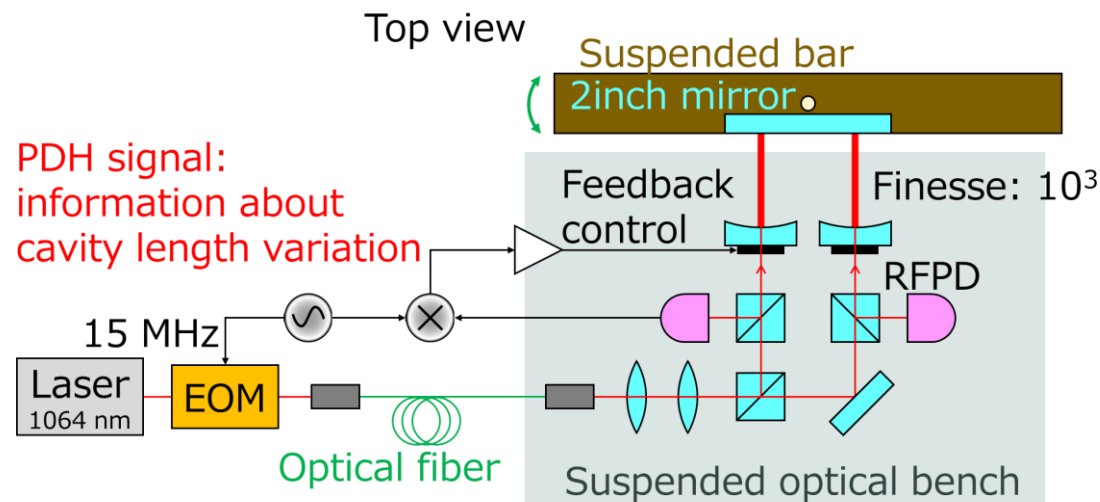 Top view
Suspended bar
2inch mirror
PDH signal:
information about
cavity length variation
Feedback
control
Finesse: 10³
RFPD
15 MHz
Laser
1064 nm
EOM
Optical fiber
Suspended optical bench